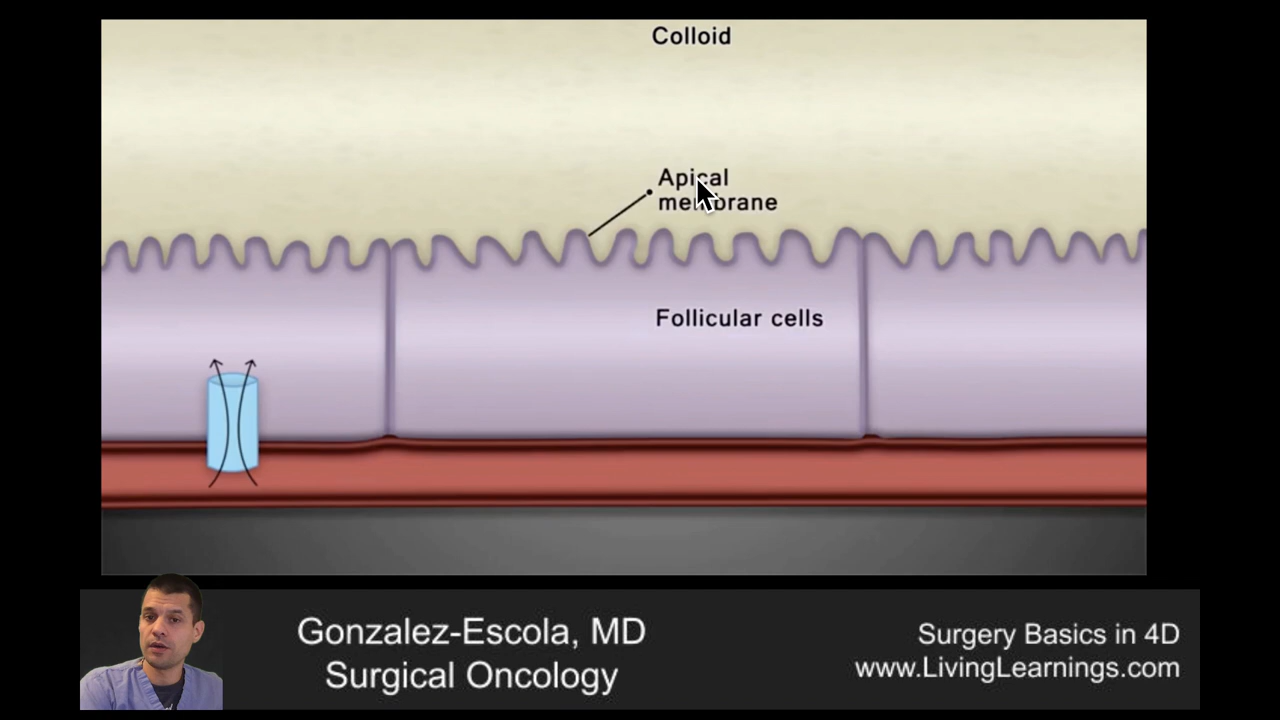 Colloid
Apical
membrane
Follicular cells
Gonzalez-Escola, MD
Surgical Oncology
Surgery Basics in 4D
www.LivingLearnings.com